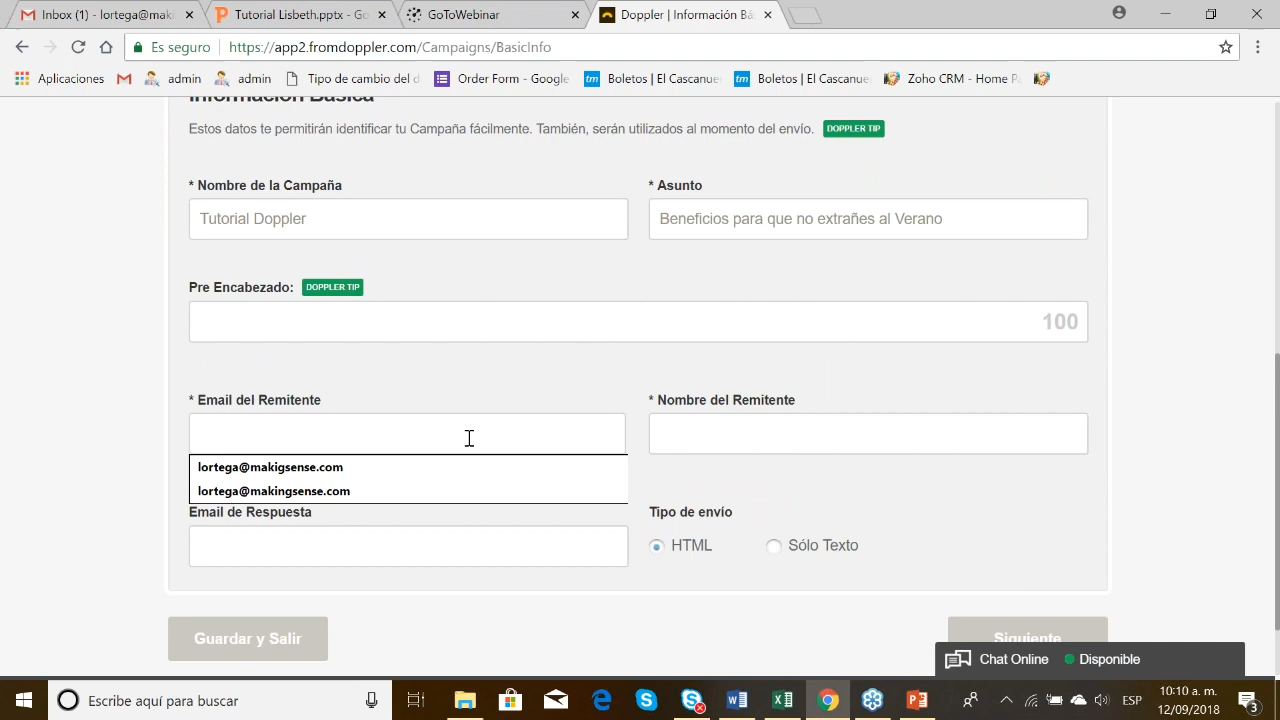 Inbox (1) - lortega@maki
Tutorial Lisbeth.pptx - Go
GoToWebinar
Doppler | Información Bá
Es seguro
https://app2.fromdoppler.com/Campaigns/BasicInfo
Aplicaciones
admin
admin
Tipo de cambio del d
Order Form - Google
tm
Boletos | El Cascanue
tm
Boletos | El Cascanue
Zoho CRM - Home Pa
Información Básica
Estos datos te permitirán identificar tu Campaña fácilmente. También, serán utilizados al momento del envío. DOPPLER TIP
* Nombre de la Campaña
* Asunto
Tutorial Doppler
Beneficios para que no extrañes al Verano
Pre Encabezado: DOPPLER TIP
100
* Email del Remitente
* Nombre del Remitente
lortega@makigsense.com
lortega@makingsense.com
Email de Respuesta
Tipo de envío
HTML
Sólo Texto
Guardar y Salir
Siguiente
Chat Online
Disponible
Escribe aquí para buscar
ESP
10:10 a. m.
12/09/2018
3